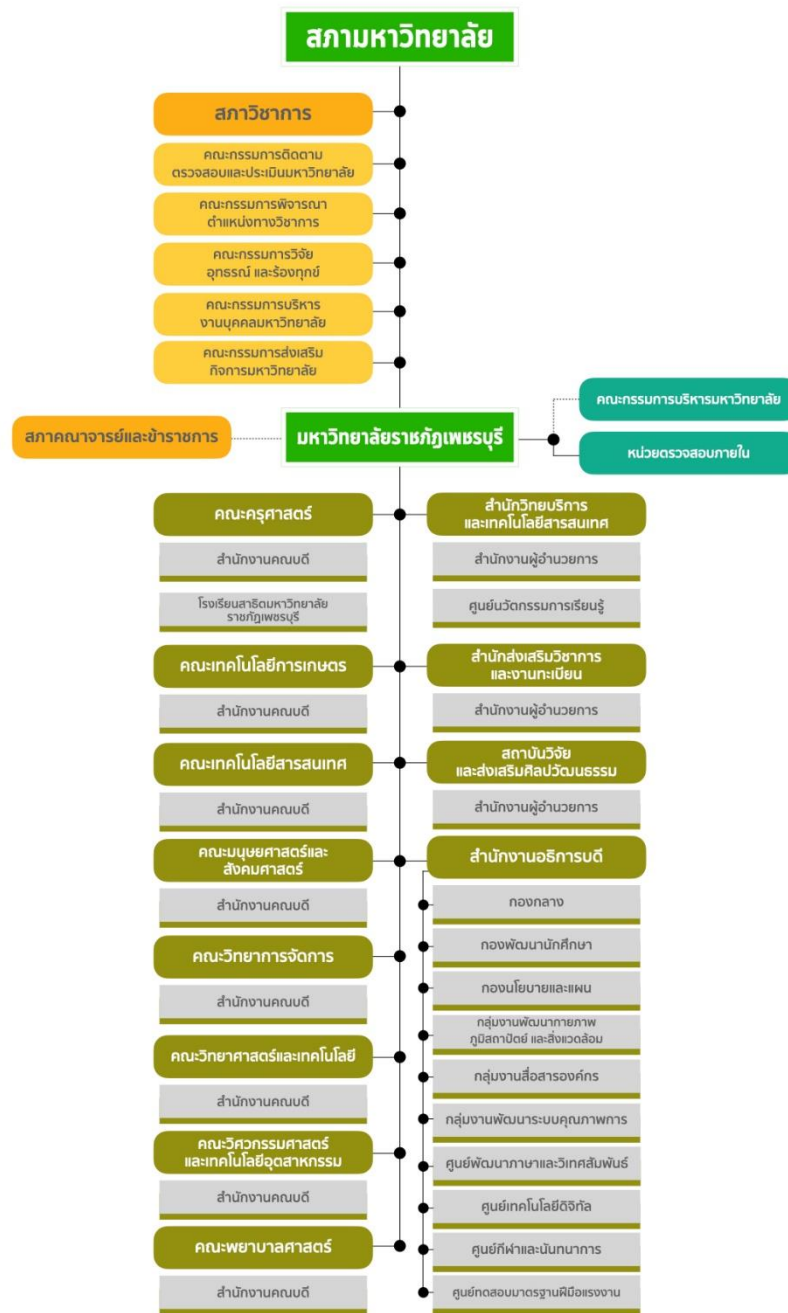 สภามหาวิทยาลัย
สภาวิชาการ
คณะกรรมการติดตาม
ตรวจสอบและประเมินมหาวิทยาลัย
คณะกรรมการพิจารณา
ตำแหน่งทางวิชาการ
คณะกรรมการวิจัย
อุทธรณ์ และร้องทุกข์
คณะกรรมการบริหาร
งานบุคคลมหาวิทยาลัย
คณะกรรมการส่งเสริม
กิจการมหาวิทยาลัย
สภาคณาจารย์และข้าราชการ
มหาวิทยาลัยราชภัฏเพชรบุรี
คณะกรรมการบริหารมหาวิทยาลัย
หน่วยตรวจสอบภายใน
คณะครุศาสตร์
สำนักงานคณบดี
โรงเรียนสาธิตมหาวิทยาลัย
ราชภัฏเพชรบุรี
คณะเทคโนโลยีการเกษตร
สำนักงานคณบดี
คณะเทคโนโลยีสารสนเทศ
สำนักงานคณบดี
คณะมนุษยศาสตร์และ
สังคมศาสตร์
สำนักงานคณบดี
คณะวิทยาการจัดการ
สำนักงานคณบดี
คณะวิทยาศาสตร์และเทคโนโลยี
สำนักงานคณบดี
คณะวิศวกรรมศาสตร์
และเทคโนโลยีอุตสาหกรรม
สำนักงานคณบดี
คณะพยาบาลศาสตร์
สำนักงานคณบดี
สำนักวิทยบริการ
และเทคโนโลยีสารสนเทศ
สำนักงานผู้อำนวยการ
ศูนย์นวัตกรรมการเรียนรู้
สำนักส่งเสริมวิชาการ
และงานทะเบียน
สำนักงานผู้อำนวยการ
สถาบันวิจัย
และส่งเสริมศิลปวัฒนธรรม
สำนักงานผู้อำนวยการ
สำนักงานอธิการบดี
กองกลาง
กองพัฒนานักศึกษา
กองนโยบายและแผน
กลุ่มงานพัฒนากายภาพ
ภูมิสถาปัตย์ และสิ่งแวดล้อม
กลุ่มงานสื่อสารองค์กร
กลุ่มงานพัฒนาระบบคุณภาพการ
ศูนย์พัฒนาภาษาและวิเทศสัมพันธ์
ศูนย์เทคโนโลยีดิจิทัล
ศูนย์กีฬาและนันทนาการ
ศูนย์ทดสอบมาตรฐานฝีมือแรงงาน